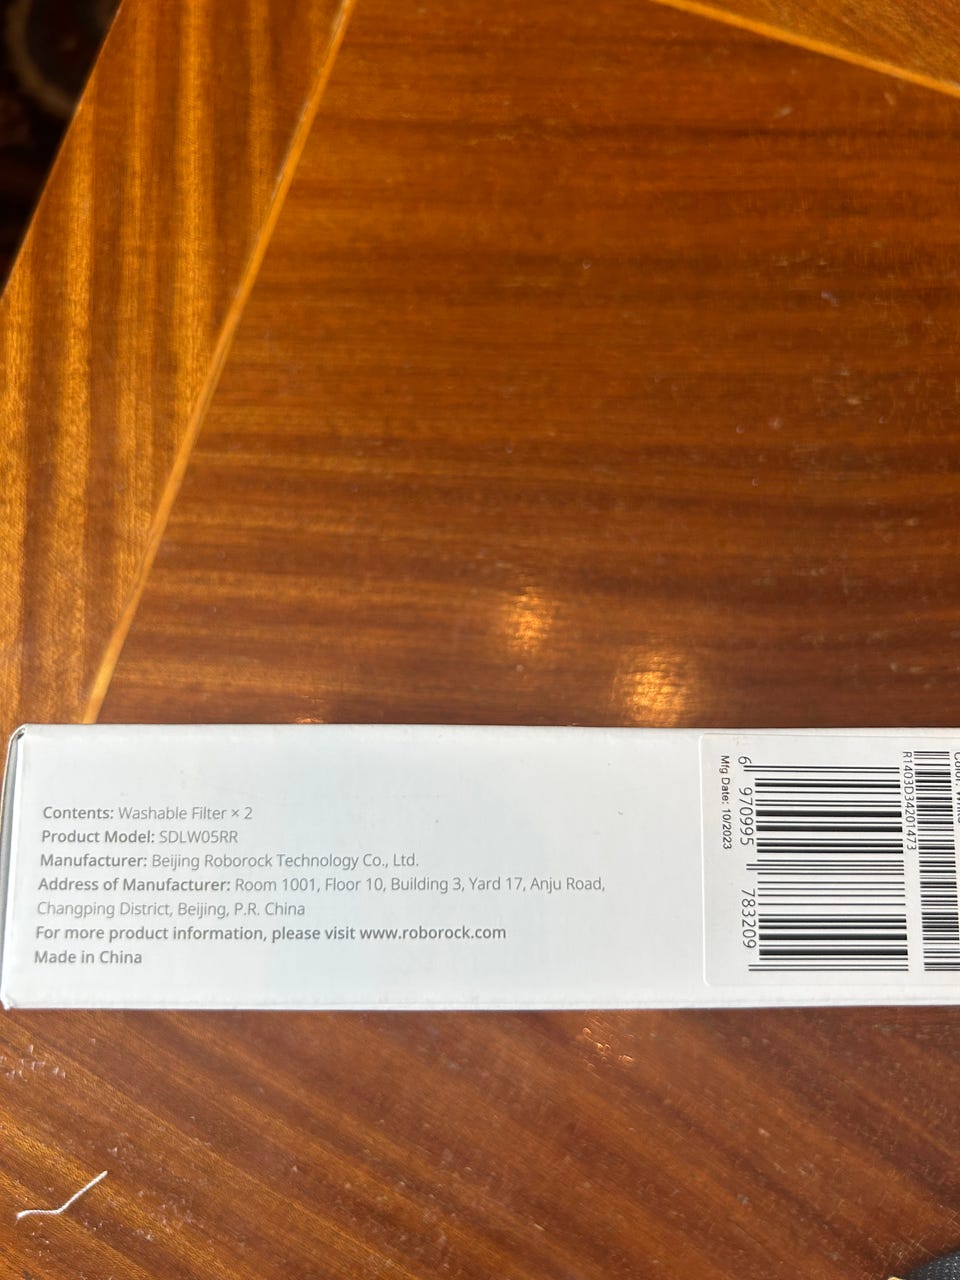 Contents: Washable Filter × 2
Product Model: SDLW05RR
Manufacturer: Beijing Roborock Technology Co., Ltd.
Address of Manufacturer: Room 1001, Floor 10, Building 3, Yard 17, Anju Road,
Changping District, Beijing, P.R. China
For more product information, please visit www.roborock.com
Made in China
Mfg Date: 10/2023
6 970995 783209
R1403D34201473